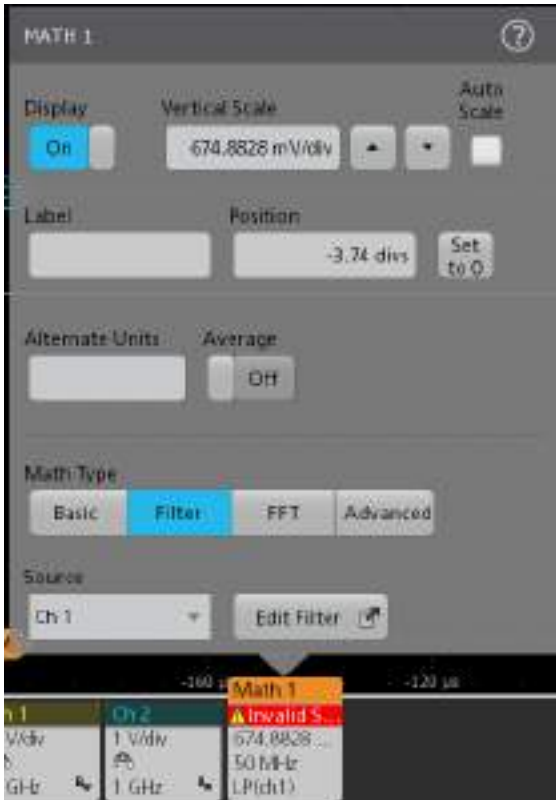 MATH 1
?
Display
Vertical Scale
Auto
Scale
On
674.8828 mV/div
Label
Position
-3.74 divs
Set
to 0
Alternate Units
Average
Off
Math Type
Basic
Filter
FFT
Advanced
Source
Ch 1
Edit Filter
-160
-120 µs
Math 1
Ch 2
Invalid S...
V/div
1 V/div
674.8828 ...
50 MHz
GHz
1 GHz
LP(ch1)